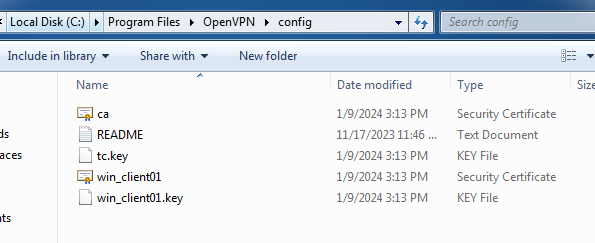 Local Disk (C:) Program Files OpenVPN config Search config
Include in library Share with New folder
Name Date modified Type Size
ca 1/9/2024 3:13 PM Security Certificate
README 11/17/2023 11:46 ... Text Document
tc.key 1/9/2024 3:13 PM KEY File
win_client01 1/9/2024 3:13 PM Security Certificate
win_client01.key 1/9/2024 3:13 PM KEY File